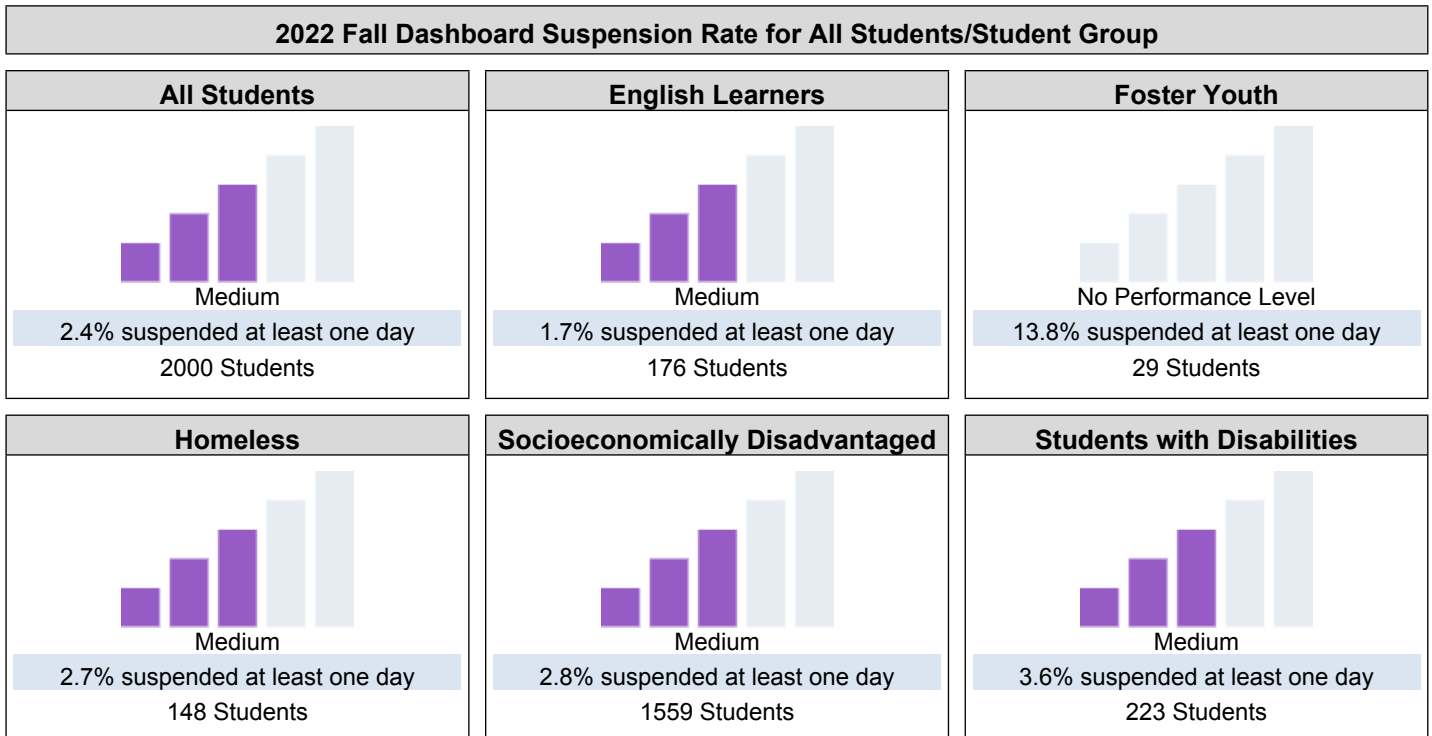 2022 Fall Dashboard Suspension Rate for All Students/Student Group
All Students
Medium
2.4% suspended at least one day
2000 Students
English Learners
Medium
1.7% suspended at least one day
176 Students
Foster Youth
No Performance Level
13.8% suspended at least one day
29 Students
Homeless
Medium
2.7% suspended at least one day
148 Students
Socioeconomically Disadvantaged
Medium
2.8% suspended at least one day
1559 Students
Students with Disabilities
Medium
3.6% suspended at least one day
223 Students